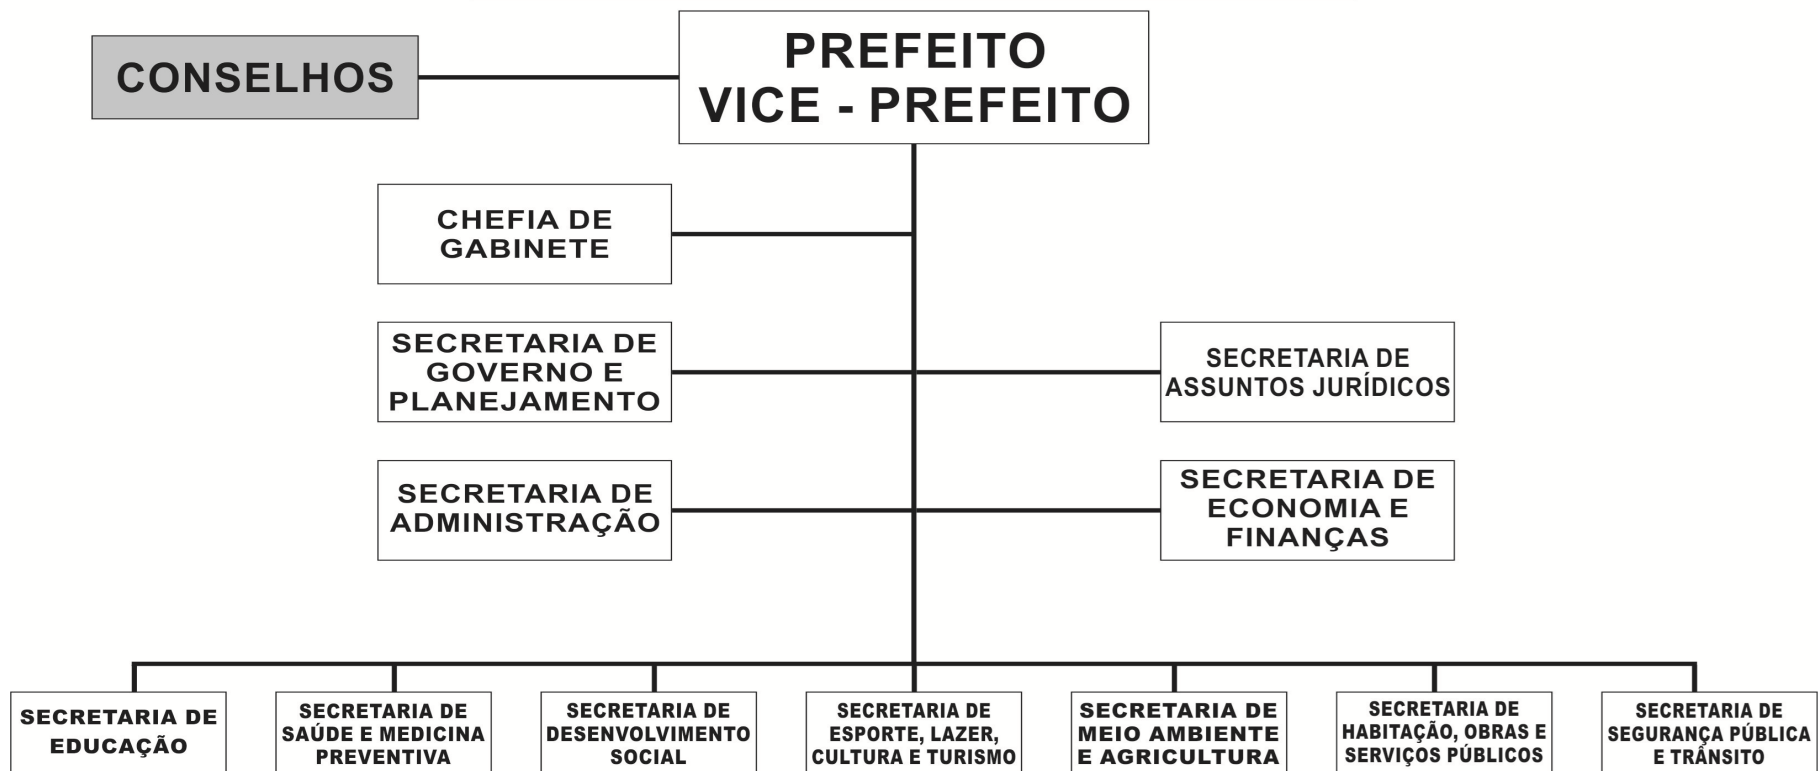 CONSELHOS
PREFEITO
VICE - PREFEITO
CHEFIA DE
GABINETE
SECRETARIA DE
GOVERNO E
PLANEJAMENTO
SECRETARIA DE
ASSUNTOS JURÍDICOS
SECRETARIA DE
ADMINISTRAÇÃO
SECRETARIA DE
ECONOMIA E
FINANÇAS
SECRETARIA DE
EDUCAÇÃO
SECRETARIA DE
SAÚDE E MEDICINA
PREVENTIVA
SECRETARIA DE
DESENVOLVIMENTO
SOCIAL
SECRETARIA DE
ESPORTE, LAZER,
CULTURA E TURISMO
SECRETARIA DE
MEIO AMBIENTE
E AGRICULTURA
SECRETARIA DE
HABITAÇÃO, OBRAS E
SERVIÇOS PÚBLICOS
SECRETARIA DE
SEGURANÇA PÚBLICA
E TRÂNSITO